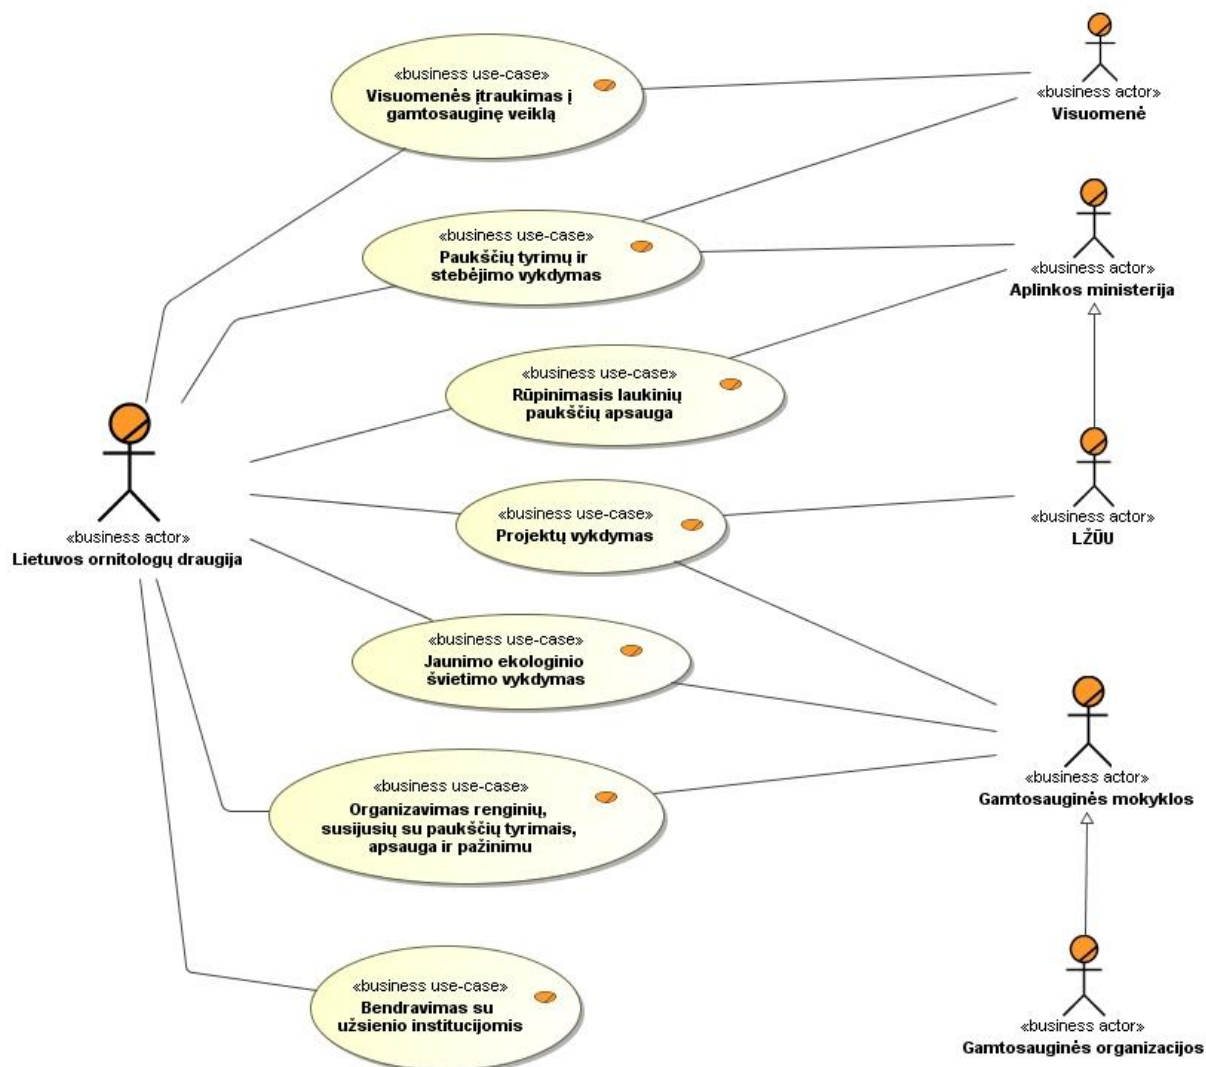 «business use-case»
Visuomenės įtraukimas į
gamtosauginę veiklą
«business actor»
Visuomenė
«business use-case»
Paukščių tyrimų ir
stebėjimo vykdymas
«business actor»
Aplinkos ministerija
«business use-case»
Rūpinimasis laukinių
paukščių apsauga
«business actor»
Lietuvos ornitologų draugija
«business use-case»
Projektų vykdymas
«business actor»
LŽŪU
«business use-case»
Jaunimo ekologinio
švietimo vykdymas
«business actor»
Gamtosauginės mokyklos
«business use-case»
Organizavimas renginių,
susijusių su paukščių tyrimais,
apsauga ir pažinimu
«business use-case»
Bendravimas su
užsienio institucijomis
«business actor»
Gamtosauginės organizacijos